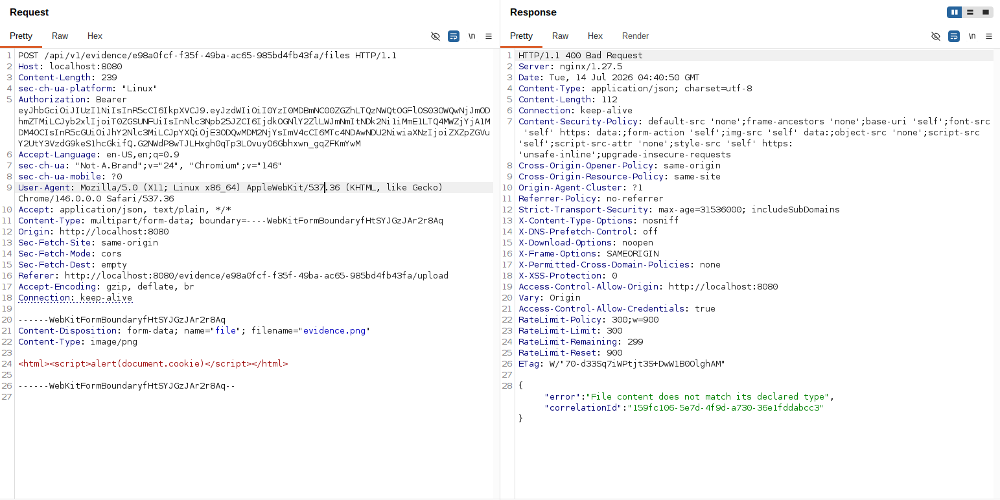 Request
Pretty Raw Hex \n
1 POST /api/v1/evidence/e98a0fcf-f35f-49ba-ac65-985bd4fb43fa/files HTTP/1.1
2 Host: localhost:8080
3 Content-Length: 239
4 sec-ch-ua-platform: "Linux"
5 Authorization: Bearer
6 Accept-Language: en-US,en;q=0.9
7 sec-ch-ua: "Not-A.Brand";v="24", "Chromium";v="146"
8 sec-ch-ua-mobile: ?0
9 User-Agent: Mozilla/5.0 (X11; Linux x86_64) AppleWebKit/537.36 (KHTML, like Gecko)
Chrome/146.0.0.0 Safari/537.36
10 Accept: application/json, text/plain, */*
11 Content-Type: multipart/form-data; boundary=----WebKitFormBoundaryfHtSYJGzJAr2r8Aq
12 Origin: http://localhost:8080
13 Sec-Fetch-Site: same-origin
14 Sec-Fetch-Mode: cors
15 Sec-Fetch-Dest: empty
16 Referer: http://localhost:8080/evidence/e98a0fcf-f35f-49ba-ac65-985bd4fb43fa/upload
17 Accept-Encoding: gzip, deflate, br
18 Connection: keep-alive
19
20 ------WebKitFormBoundaryfHtSYJGzJAr2r8Aq
21 Content-Disposition: form-data; name="file"; filename="evidence.png"
22 Content-Type: image/png
23
24 <html><script>alert(document.cookie)</script></html>
25
26 ------WebKitFormBoundaryfHtSYJGzJAr2r8Aq--
27
Response
Pretty Raw Hex Render \n
1 HTTP/1.1 400 Bad Request
2 Server: nginx/1.27.5
3 Date: Tue, 14 Jul 2026 04:40:50 GMT
4 Content-Type: application/json; charset=utf-8
5 Content-Length: 112
6 Connection: keep-alive
7 Content-Security-Policy: default-src 'none';frame-ancestors 'none';base-uri 'self';font-src
'self' https: data:;form-action 'self';img-src 'self' data:;object-src 'none';script-src
'self';script-src-attr 'none';style-src 'self' https:
'unsafe-inline';upgrade-insecure-requests
8 Cross-Origin-Opener-Policy: same-origin
9 Cross-Origin-Resource-Policy: same-site
10 Origin-Agent-Cluster: ?1
11 Referrer-Policy: no-referrer
12 Strict-Transport-Security: max-age=31536000; includeSubDomains
13 X-Content-Type-Options: nosniff
14 X-DNS-Prefetch-Control: off
15 X-Download-Options: noopen
16 X-Frame-Options: SAMEORIGIN
17 X-Permitted-Cross-Domain-Policies: none
18 X-XSS-Protection: 0
19 Access-Control-Allow-Origin: http://localhost:8080
20 Vary: Origin
21 Access-Control-Allow-Credentials: true
22 RateLimit-Policy: 300;w=900
23 RateLimit-Limit: 300
24 RateLimit-Remaining: 299
25 RateLimit-Reset: 900
26 ETag: W/"70-d33Sq7iWPtjt3S+DwW1B0OlghAM"
27
28 {
"error":"File content does not match its declared type",
"correlationId":"159fc106-5e7d-4f9d-a730-36e1fddabcc3"
}